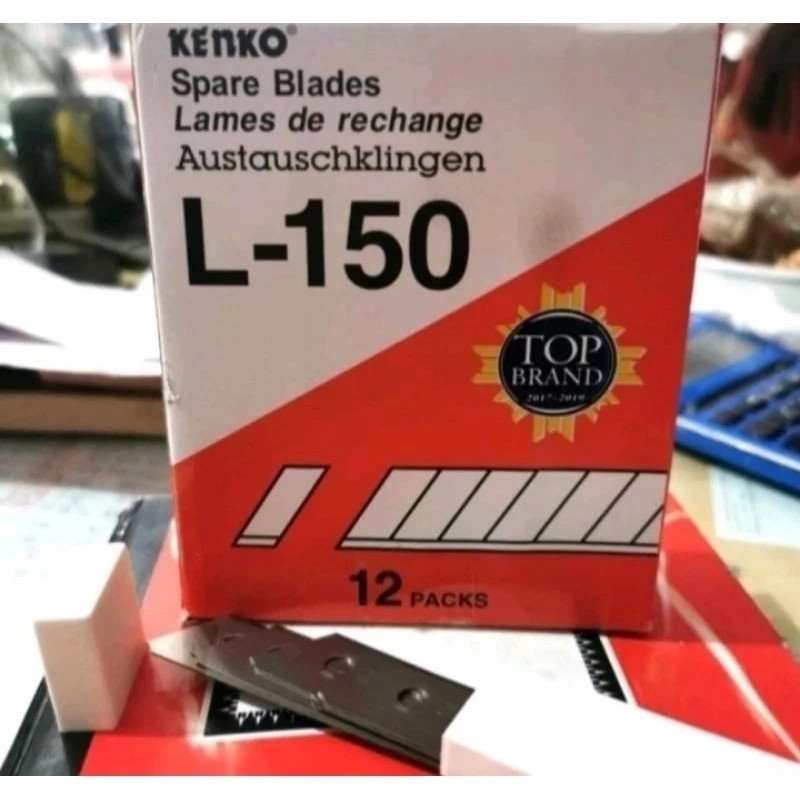 KENKO®
Spare Blades
Lames de rechange
Austauschklingen
L-150
TOP
BRAND
2017-2019
12 PACKS